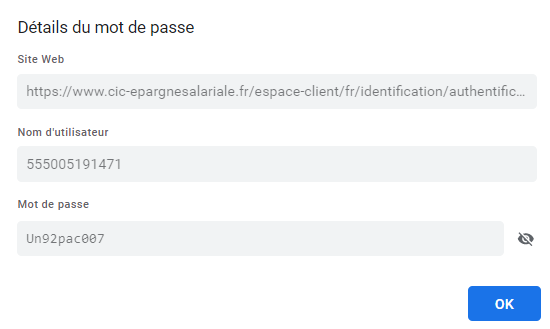 Détails du mot de passe
Site Web
https://www.cic-epargnesalariale.fr/espace-client/fr/identification/authentific...
Nom d'utilisateur
555005191471
Mot de passe
Un92pac007
OK